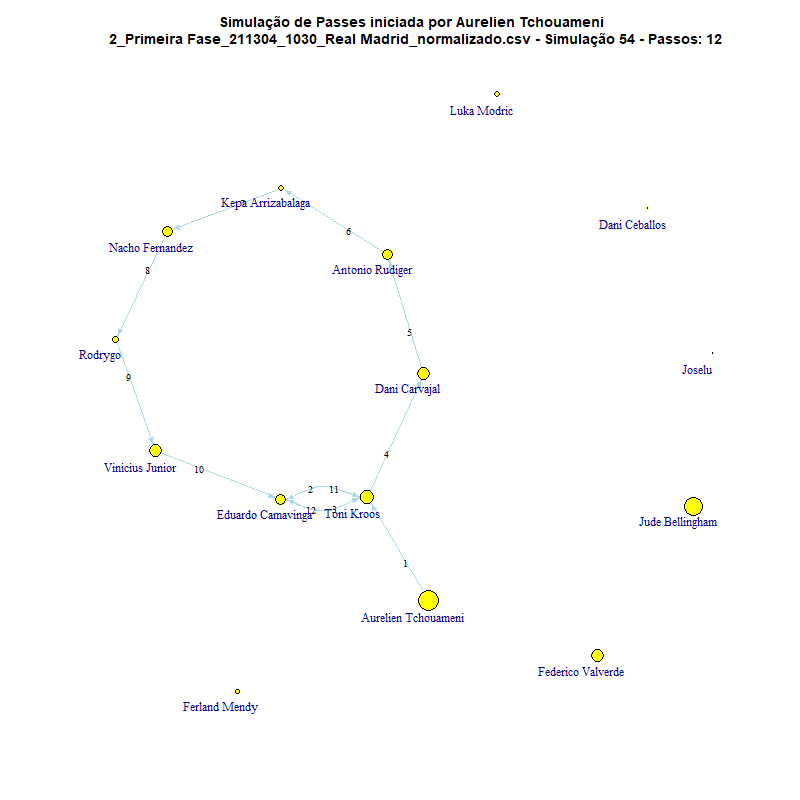 Simulação de Passes iniciada por Aurelien Tchouameni
2_Primeira Fase_211304_1030_Real Madrid_normalizado.csv - Simulação 54 - Passos: 12
Luka Modric
Kepa Arrizabalaga
7
Dani Ceballos
6
Nacho Fernandez
Antonio Rudiger
8
5
Rodrygo
Joselu
9
Dani Carvajal
4
Vinicius Junior
10
2
11
Eduardo Camavinga
12
3
Toni Kroos
Jude Bellingham
1
Aurelien Tchouameni
Federico Valverde
Ferland Mendy